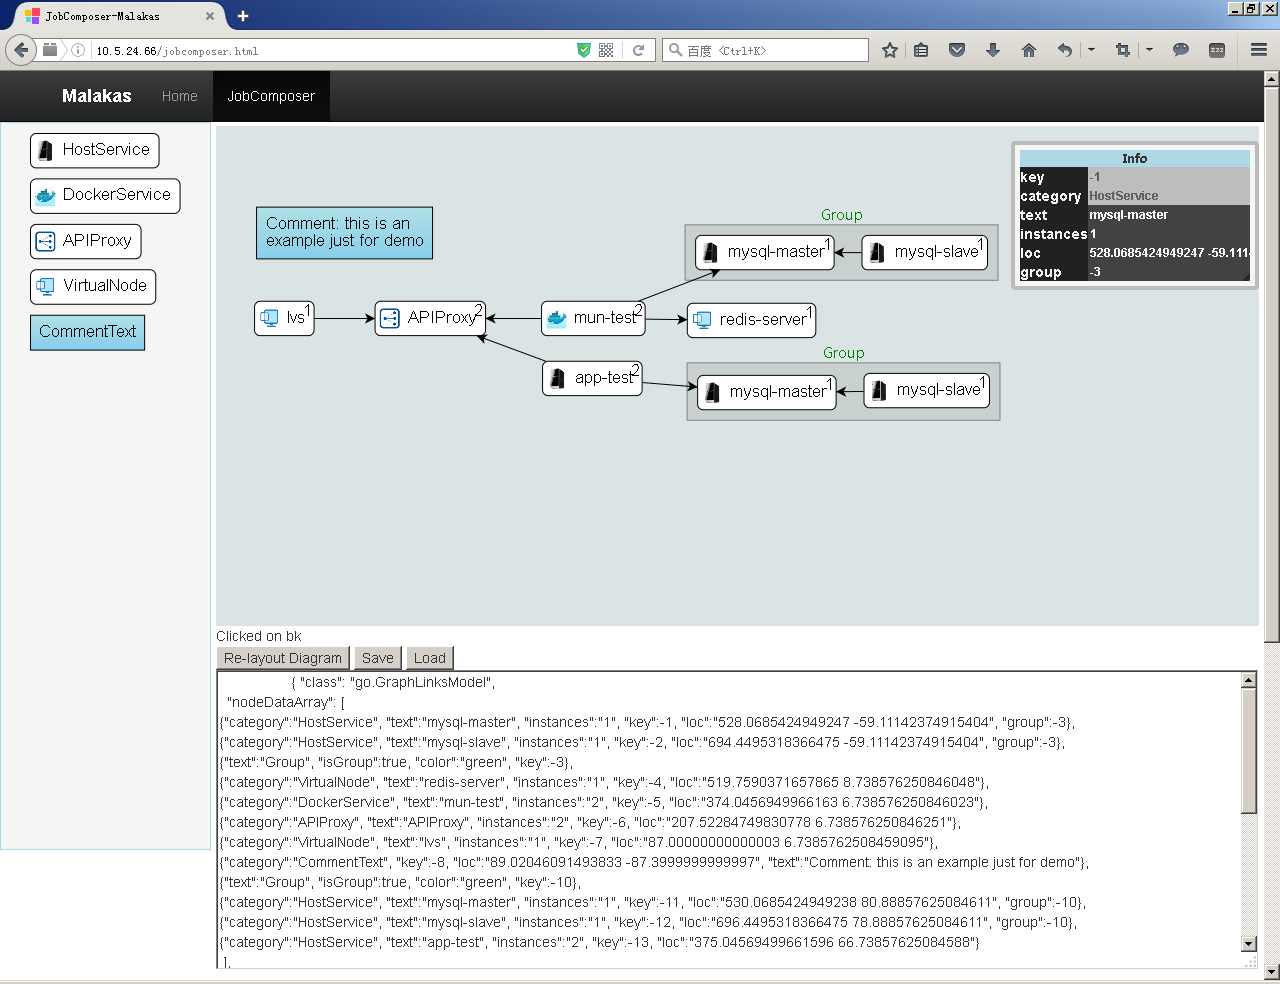 JobComposer-Malakas
10.5.24.66/jobcomposer.html
百度 <Ctrl+K>
zzz
Malakas
Home
JobComposer
HostService
DockerService
APIProxy
VirtualNode
CommentText
Comment: this is an
example just for demo
Group
mysql-master 1
mysql-slave 1
lvs 1
APIProxy 2
mun-test 2
redis-server 1
Group
app-test 2
mysql-master 1
mysql-slave 1
Info
key -1
category HostService
text mysql-master
instances 1
loc 528.0685424949247 -59.111
group -3
Clicked on bk
Re-layout Diagram Save Load
{ "class": "go.GraphLinksModel",
"nodeDataArray": [
{"category":"HostService", "text":"mysql-master", "instances":"1", "key":-1, "loc":"528.0685424949247 -59.11142374915404", "group":-3},
{"category":"HostService", "text":"mysql-slave", "instances":"1", "key":-2, "loc":"694.4495318366475 -59.11142374915404", "group":-3},
{"text":"Group", "isGroup":true, "color":"green", "key":-3},
{"category":"VirtualNode", "text":"redis-server", "instances":"1", "key":-4, "loc":"519.7590371657865 8.738576250846048"},
{"category":"DockerService", "text":"mun-test", "instances":"2", "key":-5, "loc":"374.0456949966163 6.738576250846023"},
{"category":"APIProxy", "text":"APIProxy", "instances":"2", "key":-6, "loc":"207.52284749830778 6.738576250846251"},
{"category":"VirtualNode", "text":"lvs", "instances":"1", "key":-7, "loc":"87.00000000000003 6.7385762508459095"},
{"category":"CommentText", "key":-8, "loc":"89.02046091493833 -87.3999999999997", "text":"Comment: this is an example just for demo"},
{"text":"Group", "isGroup":true, "color":"green", "key":-10},
{"category":"HostService", "text":"mysql-master", "instances":"1", "key":-11, "loc":"530.0685424949238 80.88857625084611", "group":-10},
{"category":"HostService", "text":"mysql-slave", "instances":"1", "key":-12, "loc":"696.4495318366475 78.88857625084611", "group":-10},
{"category":"HostService", "text":"app-test", "instances":"2", "key":-13, "loc":"375.04569499661596 66.73857625084588"}
],